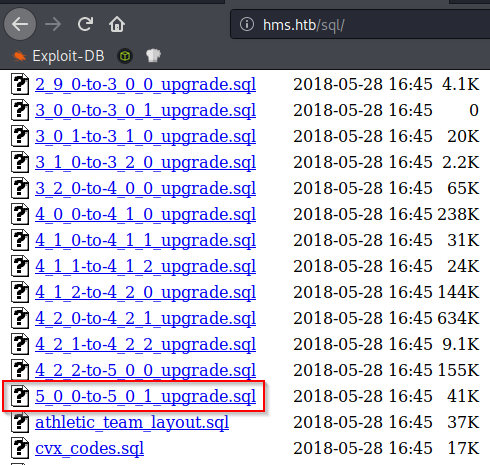 hms.htb/sql/
Exploit-DB
2_9_0-to-3_0_0_upgrade.sql 2018-05-28 16:45 4.1K
3_0_0-to-3_0_1_upgrade.sql 2018-05-28 16:45 0
3_0_1-to-3_1_0_upgrade.sql 2018-05-28 16:45 20K
3_1_0-to-3_2_0_upgrade.sql 2018-05-28 16:45 2.2K
3_2_0-to-4_0_0_upgrade.sql 2018-05-28 16:45 65K
4_0_0-to-4_1_0_upgrade.sql 2018-05-28 16:45 238K
4_1_0-to-4_1_1_upgrade.sql 2018-05-28 16:45 31K
4_1_1-to-4_1_2_upgrade.sql 2018-05-28 16:45 24K
4_1_2-to-4_2_0_upgrade.sql 2018-05-28 16:45 144K
4_2_0-to-4_2_1_upgrade.sql 2018-05-28 16:45 634K
4_2_1-to-4_2_2_upgrade.sql 2018-05-28 16:45 9.1K
4_2_2-to-5_0_0_upgrade.sql 2018-05-28 16:45 155K
5_0_0-to-5_0_1_upgrade.sql 2018-05-28 16:45 41K
athletic_team_layout.sql 2018-05-28 16:45 37K
cvx_codes.sql 2018-05-28 16:45 17K